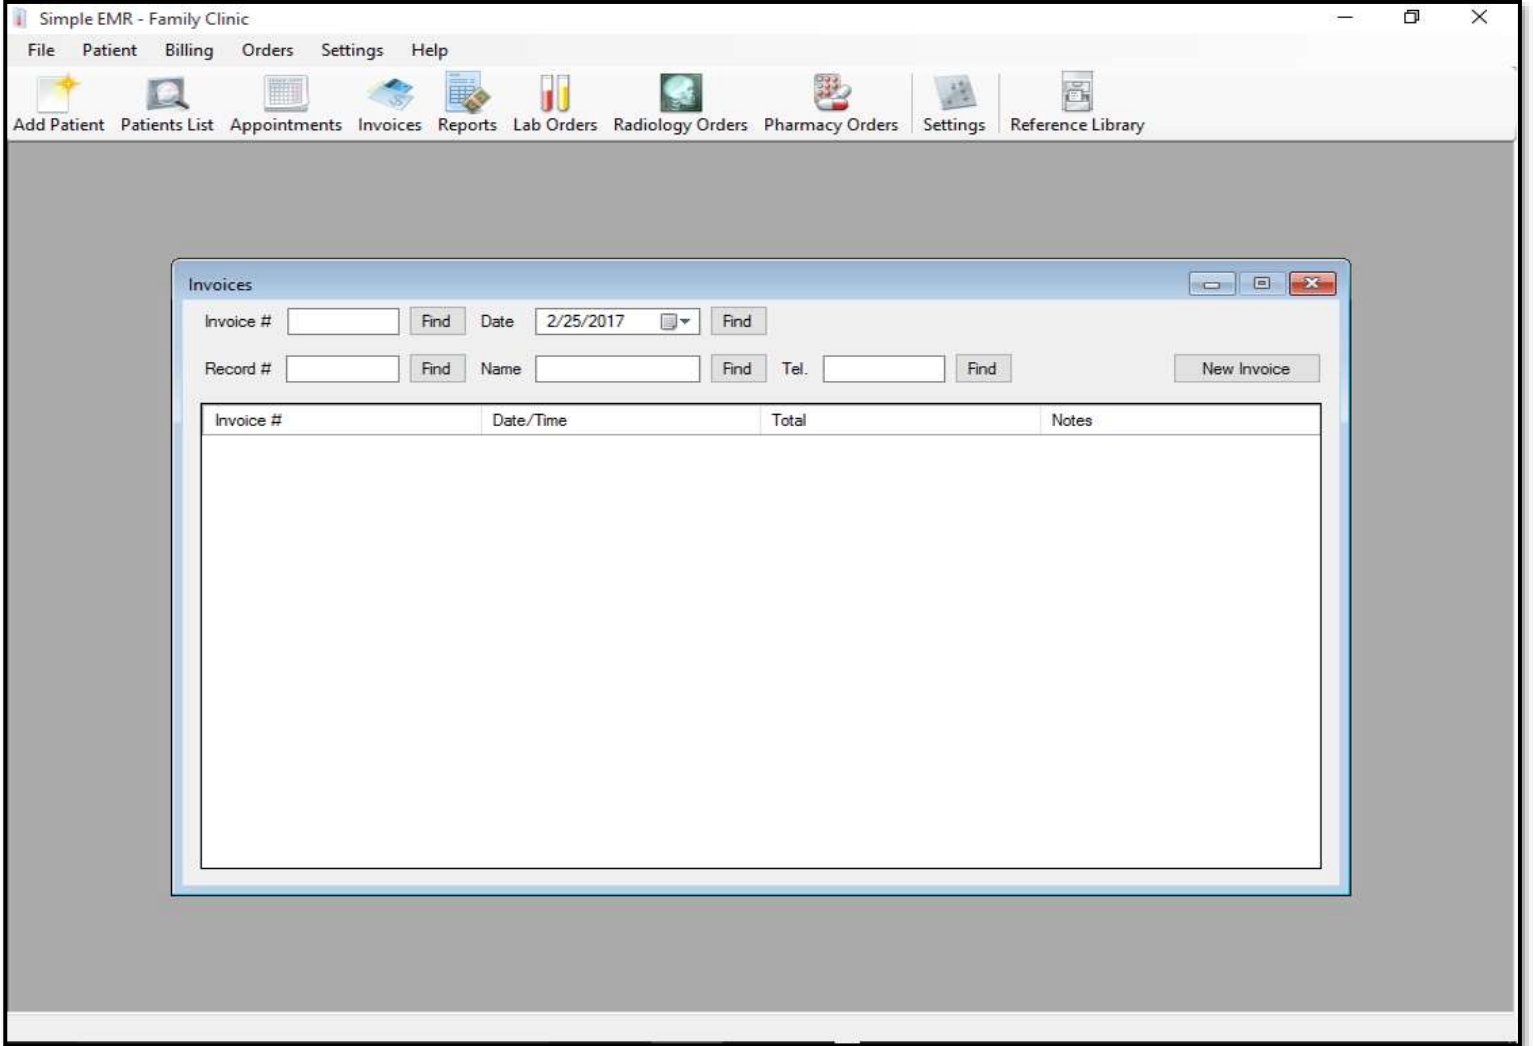 Simple EMR - Family Clinic
File Patient Billing Orders Settings Help
Add Patient Patients List Appointments Invoices Reports Lab Orders Radiology Orders Pharmacy Orders Settings Reference Library
Invoices
Invoice # Find Date 2/25/2017 Find
Record # Find Name Find Tel. Find New Invoice
Invoice # Date/Time Total Notes